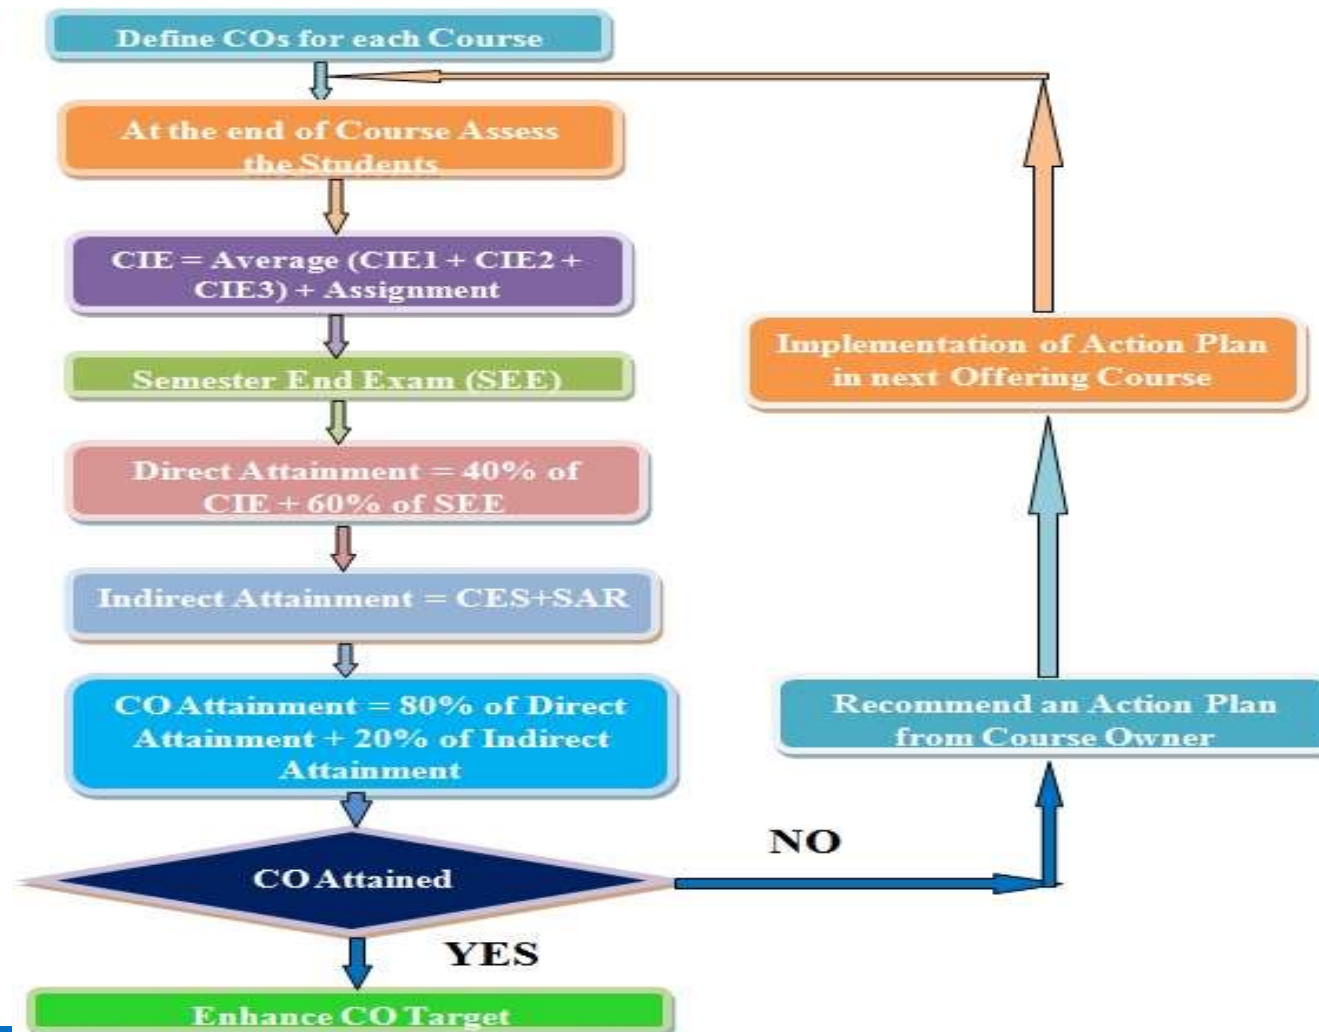 Define COs for each Course
At the end of Course Assess
the Students
CIE = Average (CIE1 + CIE2 +
CIE3) + Assignment
Semester End Exam (SEE)
Direct Attainment = 40% of
CIE + 60% of SEE
Indirect Attainment = CES+SAR
CO Attainment = 80% of Direct
Attainment + 20% of Indirect
Attainment
CO Attained
YES
Enhance CO Target
NO
Recommend an Action Plan
from Course Owner
Implementation of Action Plan
in next Offering Course